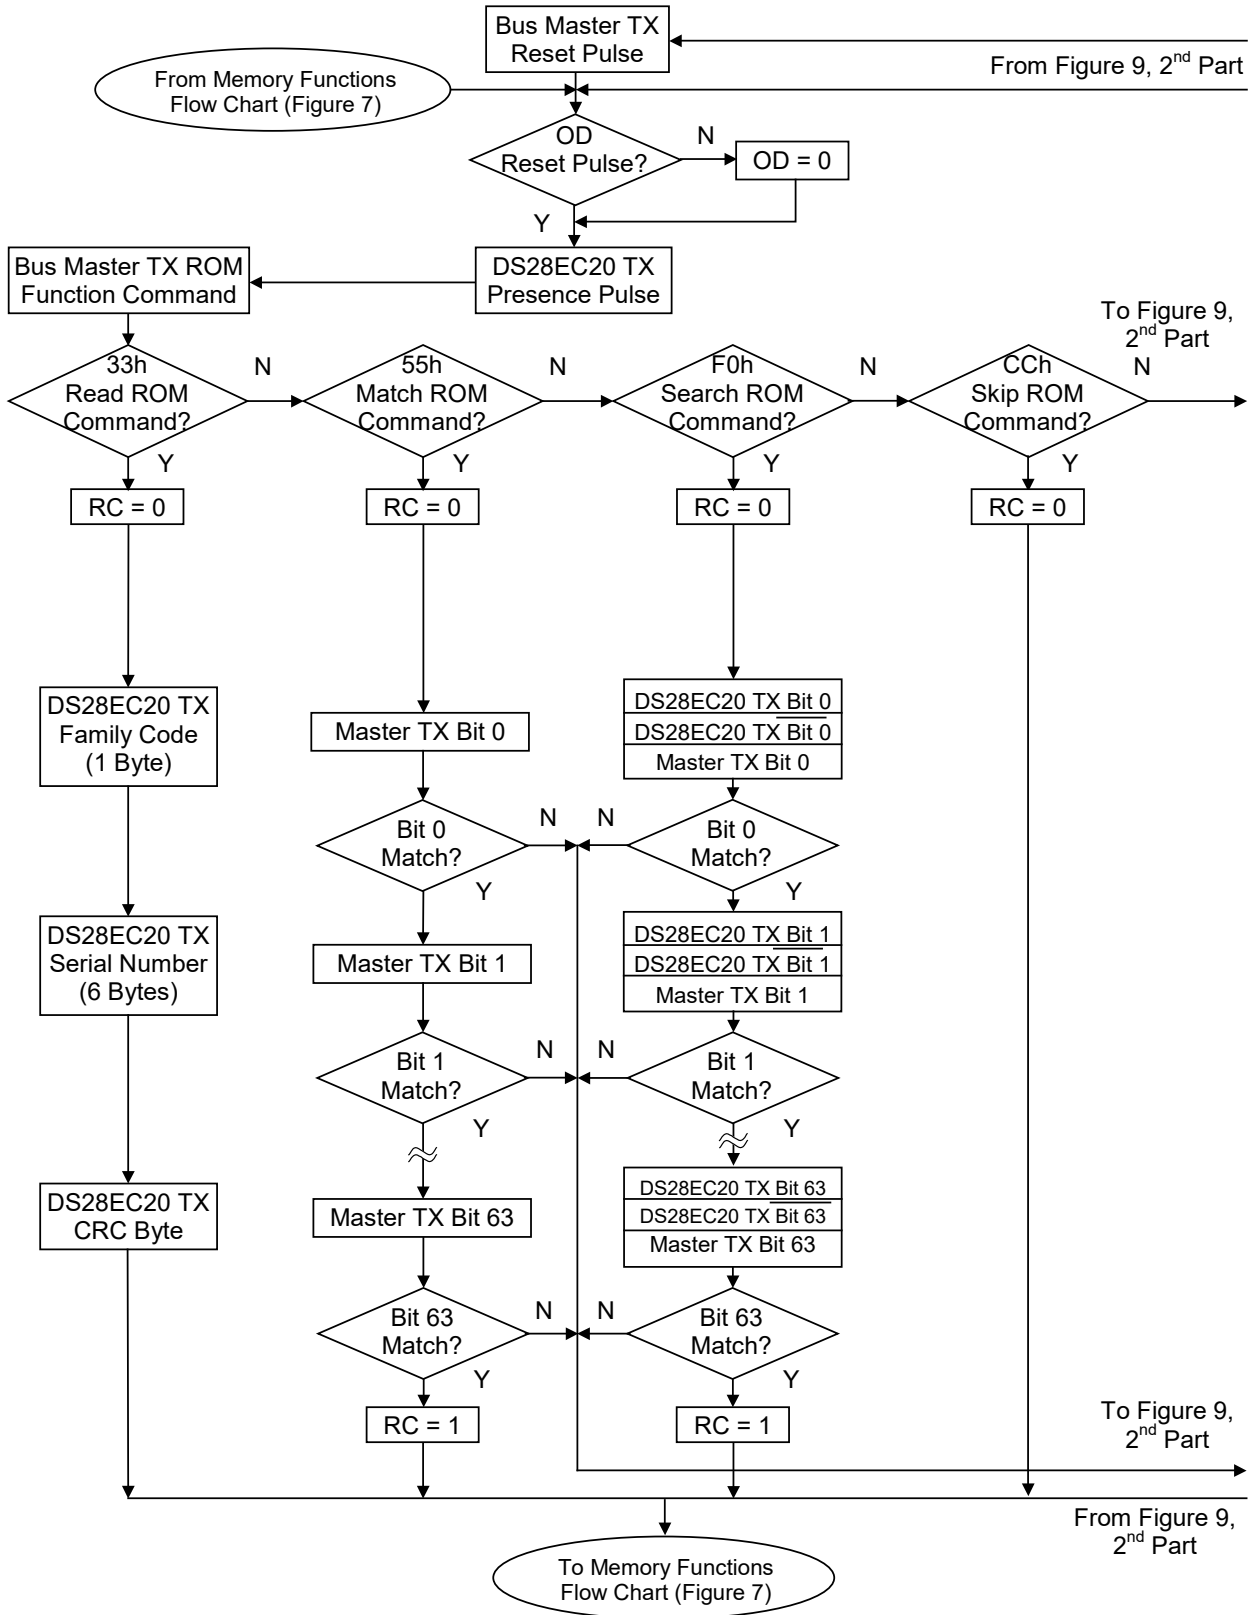 Bus Master TX
Reset Pulse
From Figure 9, 2nd Part
From Memory Functions
Flow Chart (Figure 7)
OD
Reset Pulse?
N
OD = 0
Y
Bus Master TX ROM
Function Command
DS28EC20 TX
Presence Pulse
To Figure 9,
2nd Part
33h
Read ROM
Command?
N
Y
55h
Match ROM
Command?
N
Y
F0h
Search ROM
Command?
N
Y
CCh
Skip ROM
Command?
N
Y
RC = 0
RC = 0
RC = 0
RC = 0
DS28EC20 TX
Family Code
(1 Byte)
DS28EC20 TX
Serial Number
(6 Bytes)
DS28EC20 TX
CRC Byte
Master TX Bit 0
Bit 0
Match?
N
Y
Master TX Bit 1
Bit 1
Match?
N
Y
Master TX Bit 63
Bit 63
Match?
N
Y
RC = 1
DS28EC20 TX Bit 0
DS28EC20 TX Bit 0
Master TX Bit 0
N
Bit 0
Match?
Y
DS28EC20 TX Bit 1
DS28EC20 TX Bit 1
Master TX Bit 1
N
Bit 1
Match?
Y
DS28EC20 TX Bit 63
DS28EC20 TX Bit 63
Master TX Bit 63
N
Bit 63
Match?
Y
RC = 1
To Figure 9,
2nd Part
From Figure 9,
2nd Part
To Memory Functions
Flow Chart (Figure 7)